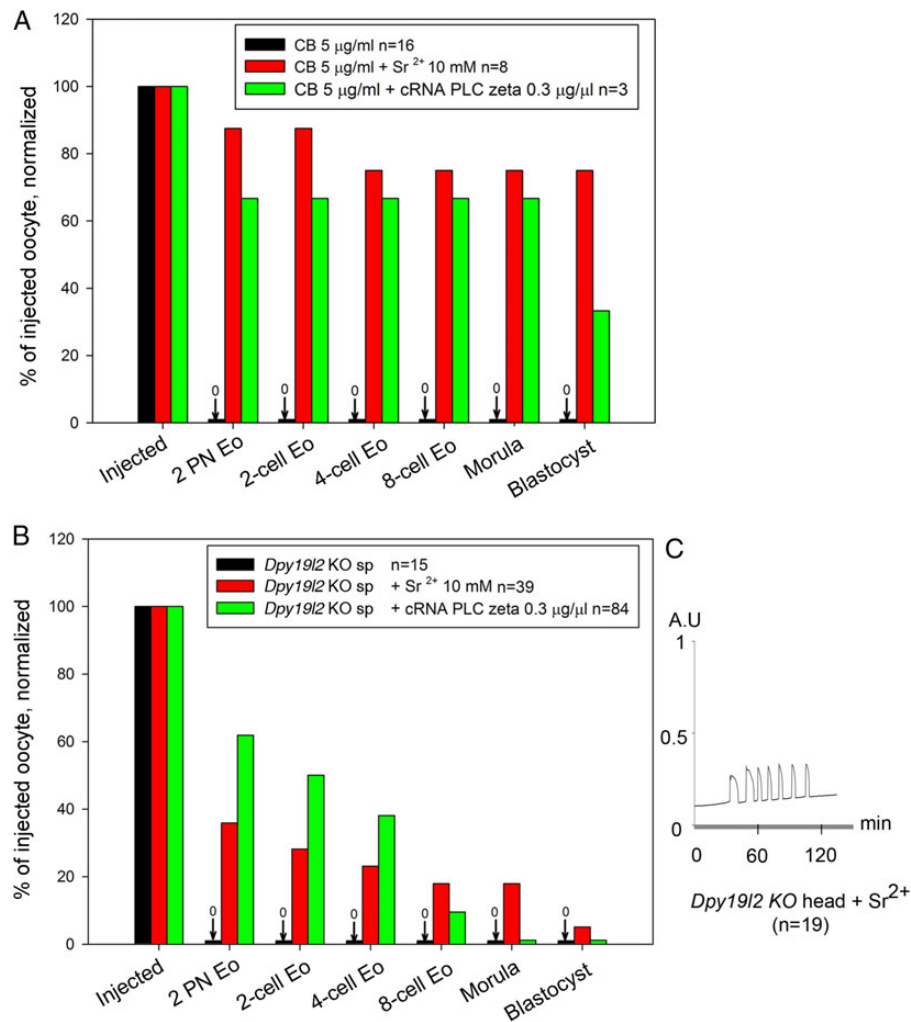 A
120
100
80
60
40
20
0
% of injected oocyte, normalized
CB 5 µg/ml n=16
CB 5 µg/ml + Sr 2+ 10 mM n=8
CB 5 µg/ml + cRNA PLC zeta 0.3 µg/µl n=3
0 0 0 0 0 0
Injected
2 PN Eo
2-cell Eo
4-cell Eo
8-cell Eo
Morula
Blastocyst
B
120
100
80
60
40
20
0
% of injected oocyte, normalized
Dpy19l2 KO sp n=15
Dpy19l2 KO sp + Sr 2+ 10 mM n=39
Dpy19l2 KO sp + cRNA PLC zeta 0.3 µg/µl n=84
0 0 0 0 0 0
Injected
2 PN Eo
2-cell Eo
4-cell Eo
8-cell Eo
Morula
Blastocyst
C
A.U
1
0.5
0
min
0 60 120
Dpy19l2 KO head + Sr2+
(n=19)